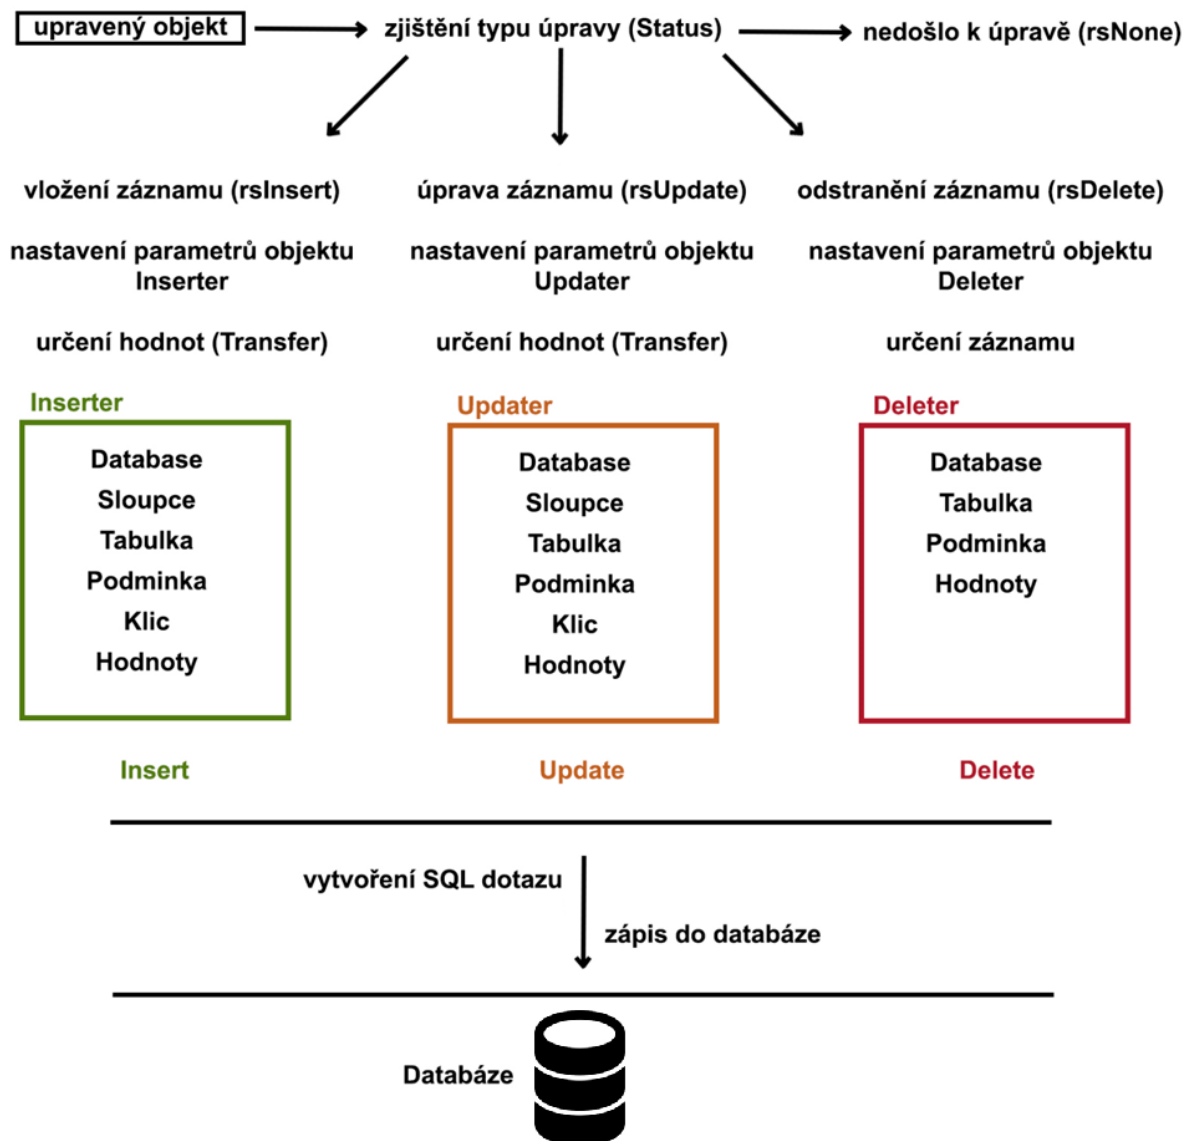 upravený objekt
zjištění typu úpravy (Status)
nedošlo k úpravě (rsNone)
vložení záznamu (rsInsert)
úprava záznamu (rsUpdate)
odstranění záznamu (rsDelete)
nastavení parametrů objektu
Inserter
nastavení parametrů objektu
Updater
nastavení parametrů objektu
Deleter
určení hodnot (Transfer)
určení hodnot (Transfer)
určení záznamu
Inserter
Database
Sloupce
Tabulka
Podminka
Klic
Hodnoty
Insert
Updater
Database
Sloupce
Tabulka
Podminka
Klic
Hodnoty
Update
Deleter
Database
Tabulka
Podminka
Hodnoty
Delete
vytvoření SQL dotazu
zápis do databáze
Databáze